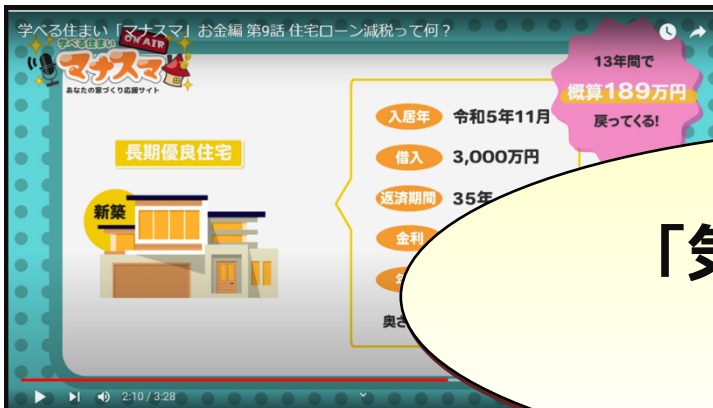 学べる住まい「マナスマ」お金編 第9話 住宅ローン減税って何？
学べる住まい
ON AIR
マナスマ
あなたの家づくり応援サイト
13年間で
概算189万円
戻ってくる!
入居年 令和5年11月
長期優良住宅
借入 3,000万円
新築
返済期間 35年
金利
奥さ
「気
2:10 / 3:28